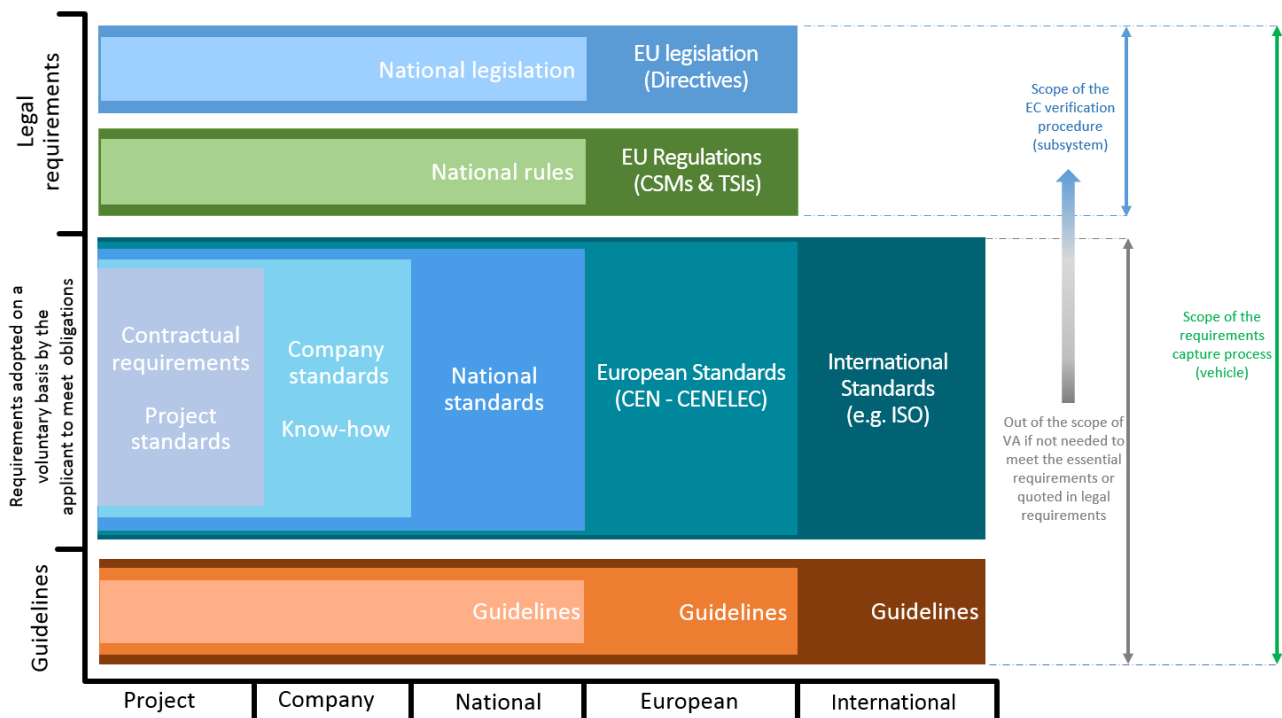 Legal
requirements
National legislation
EU legislation
(Directives)
National rules
EU Regulations
(CSMs & TSIs)
Scope of the
EC verification
procedure
(subsystem)
Requirements adopted on a
voluntary basis by the
applicant to meet obligations
Contractual
requirements
Project
standards
Company
standards
Know-how
National
standards
European Standards
(CEN - CENELEC)
International
Standards
(e.g. ISO)
Out of the scope of
VA if not needed to
meet the essential
requirements or
quoted in legal
requirements
Scope of the
requirements
capture process
(vehicle)
Guidelines
Guidelines
Guidelines
Guidelines
Project
Company
National
European
International